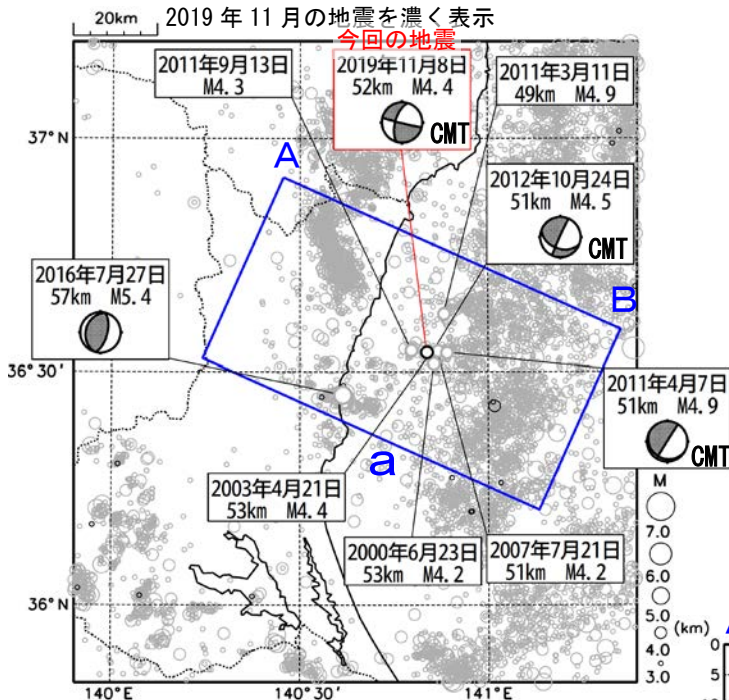 2019 年 11 月の地震を濃く表示
20km
今回の地震
2011年9月13日
M4.3
2019年11月8日
52km M4.4
CMT
2011年3月11日
49km M4.9
37°N
A
2012年10月24日
51km M4.5
CMT
2016年7月27日
57km M5.4
B
36°30'
2011年4月7日
51km M4.9
CMT
a
2003年4月21日
53km M4.4
2000年6月23日
53km M4.2
2007年7月21日
51km M4.2
M
7.0
6.0
5.0
4.0
3.0
36°N
(km)
0
5
140°E
140°30'
141°E